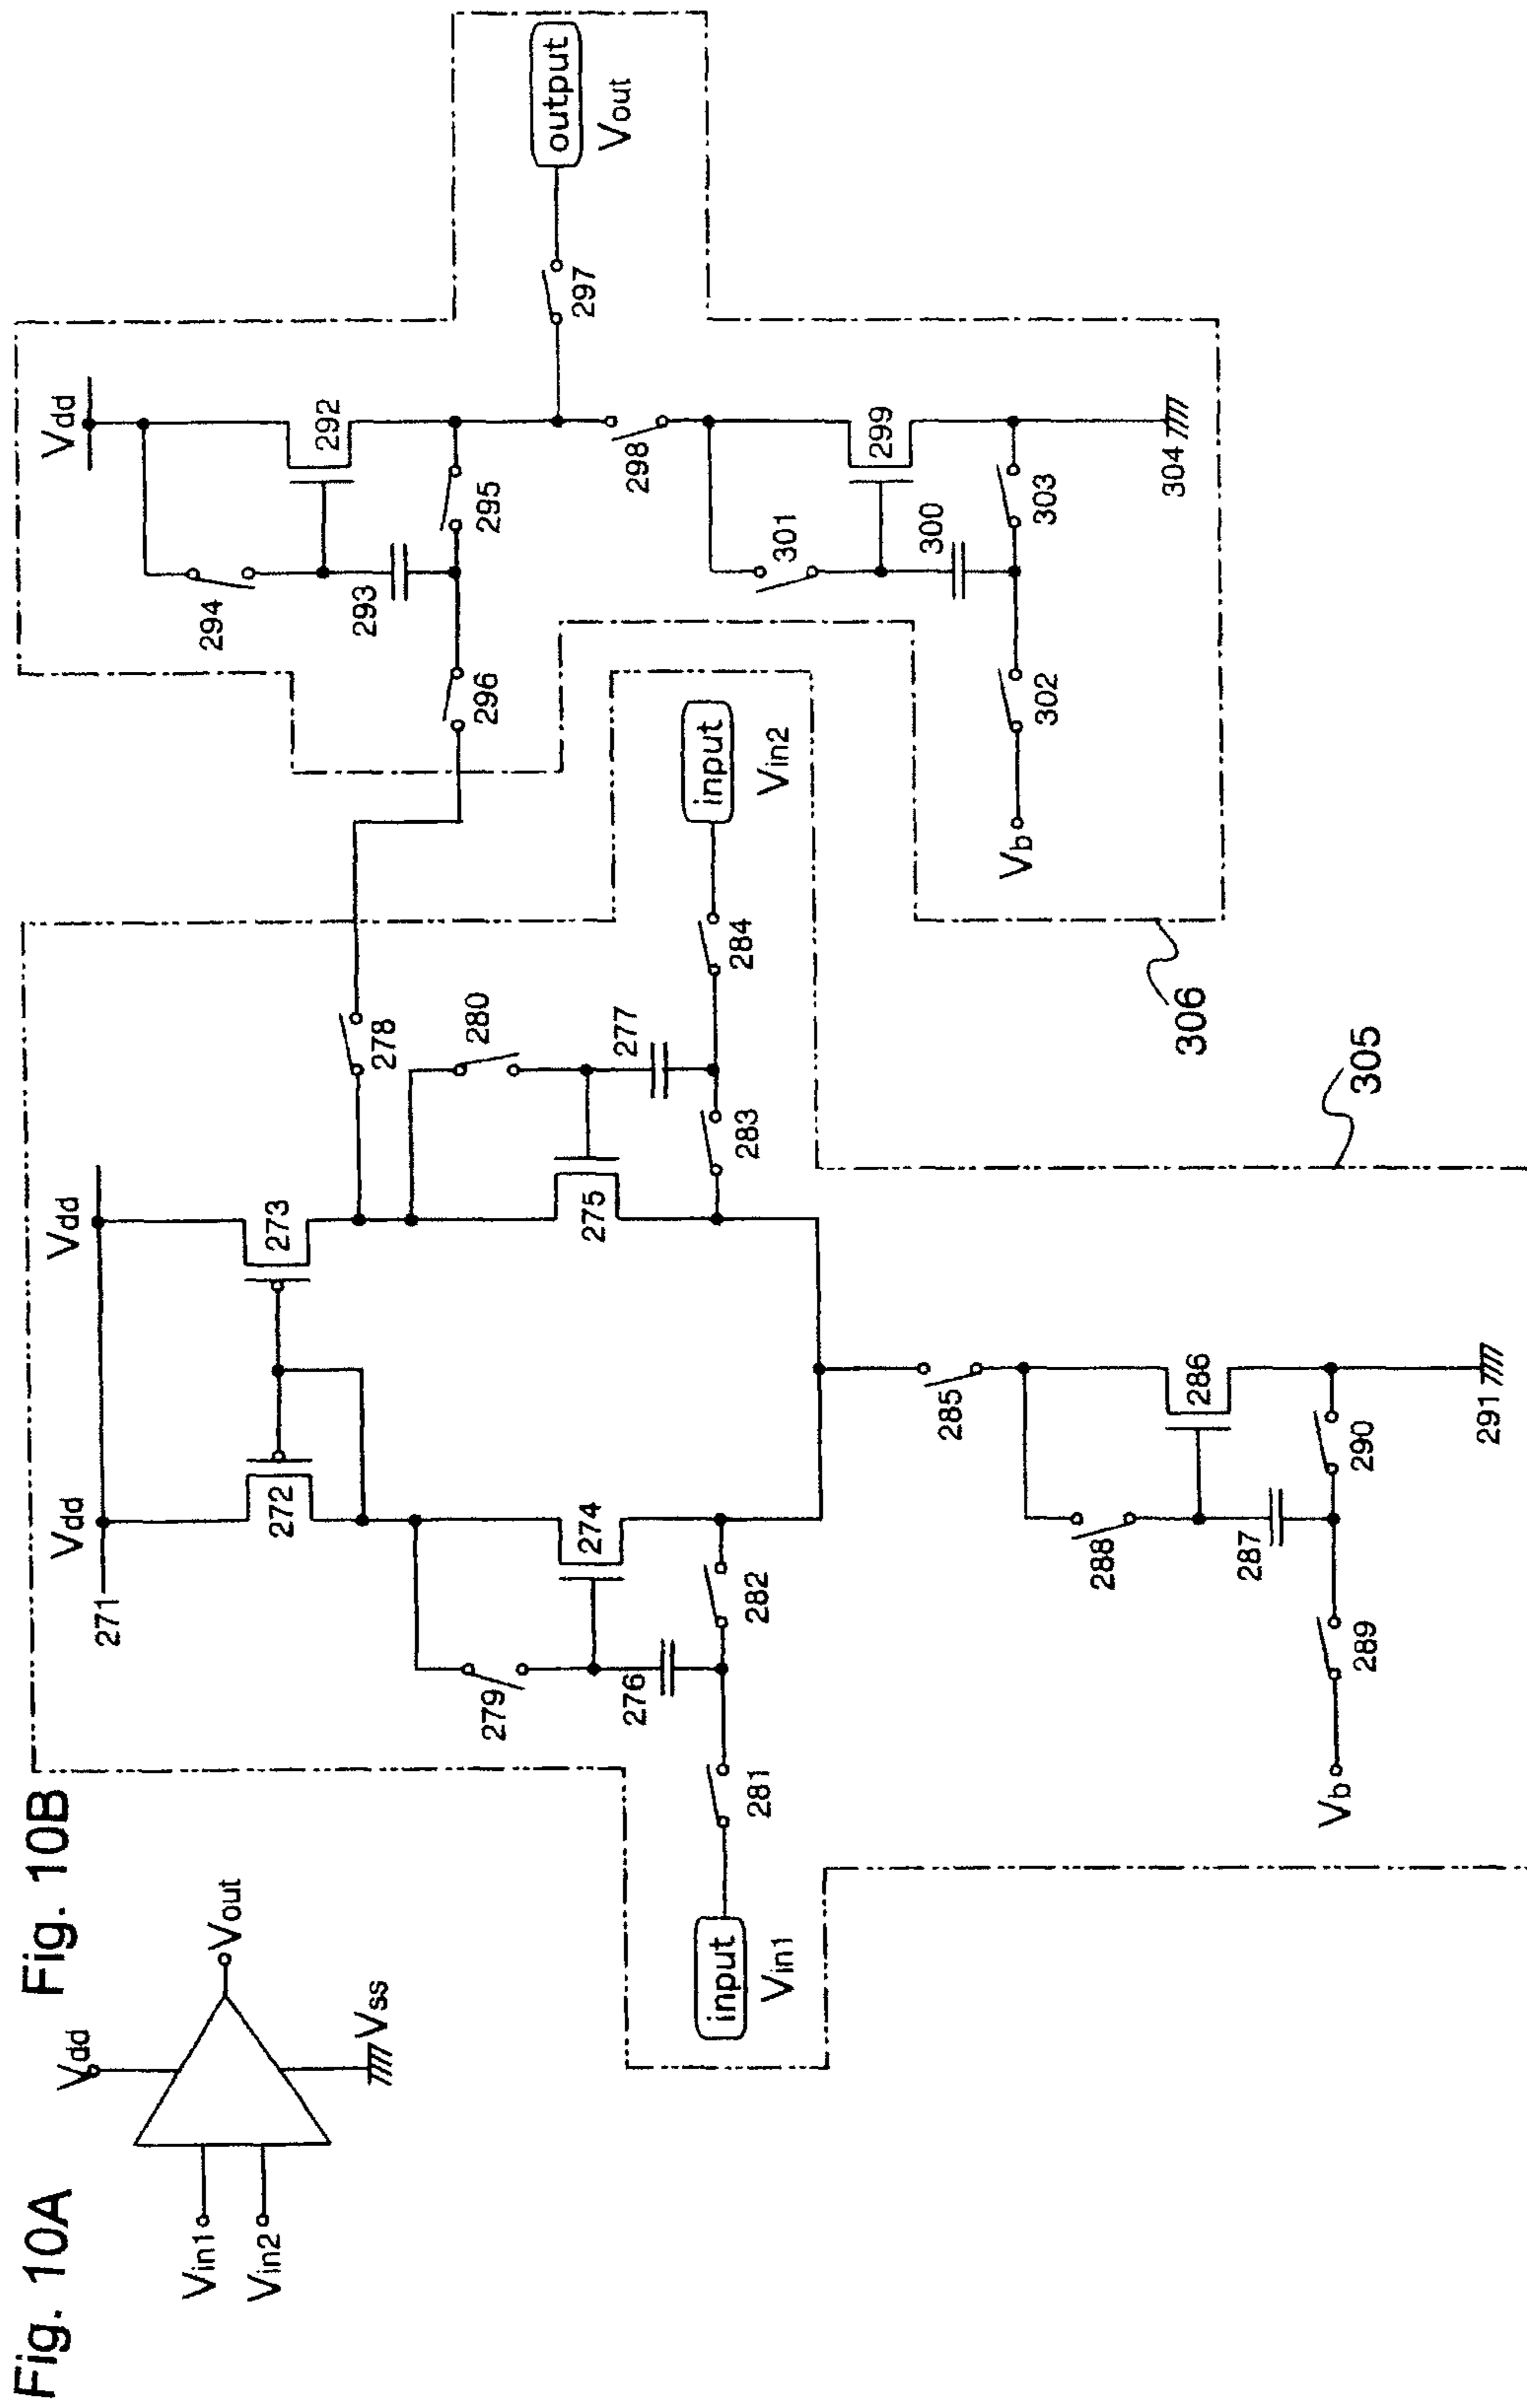 Fig. 10A
Vdd
Vin1
Vin2
Vout
Vss
Fig. 10B
Vdd
Vdd
271
272
273
278
279
280
274
275
276
277
281
282
283
284
input
Vin1
input
Vin2
285
286
287
288
289
290
Vb
291
305
Vdd
292
293
294
295
296
297
output
Vout
298
299
300
301
302
303
Vb
304
306